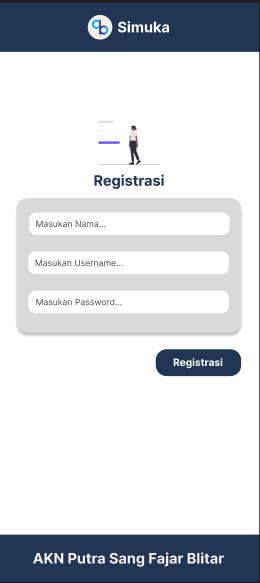 Simuka
Registrasi
Masukan Nama...
Masukan Username...
Masukan Password...
Registrasi
AKN Putra Sang Fajar Blitar